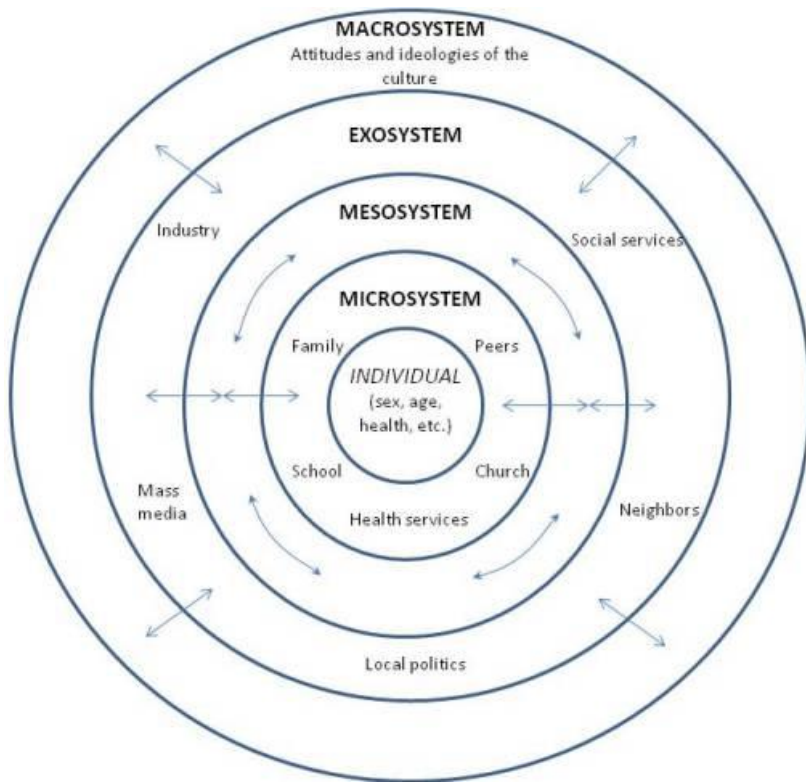 MACROSYSTEM
Attitudes and ideologies of the
culture
EXOSYSTEM
MESOSYSTEM
Industry
Social services
MICROSYSTEM
Family
Peers
INDIVIDUAL
(sex, age,
health, etc.)
School
Church
Mass
media
Health services
Neighbors
Local politics